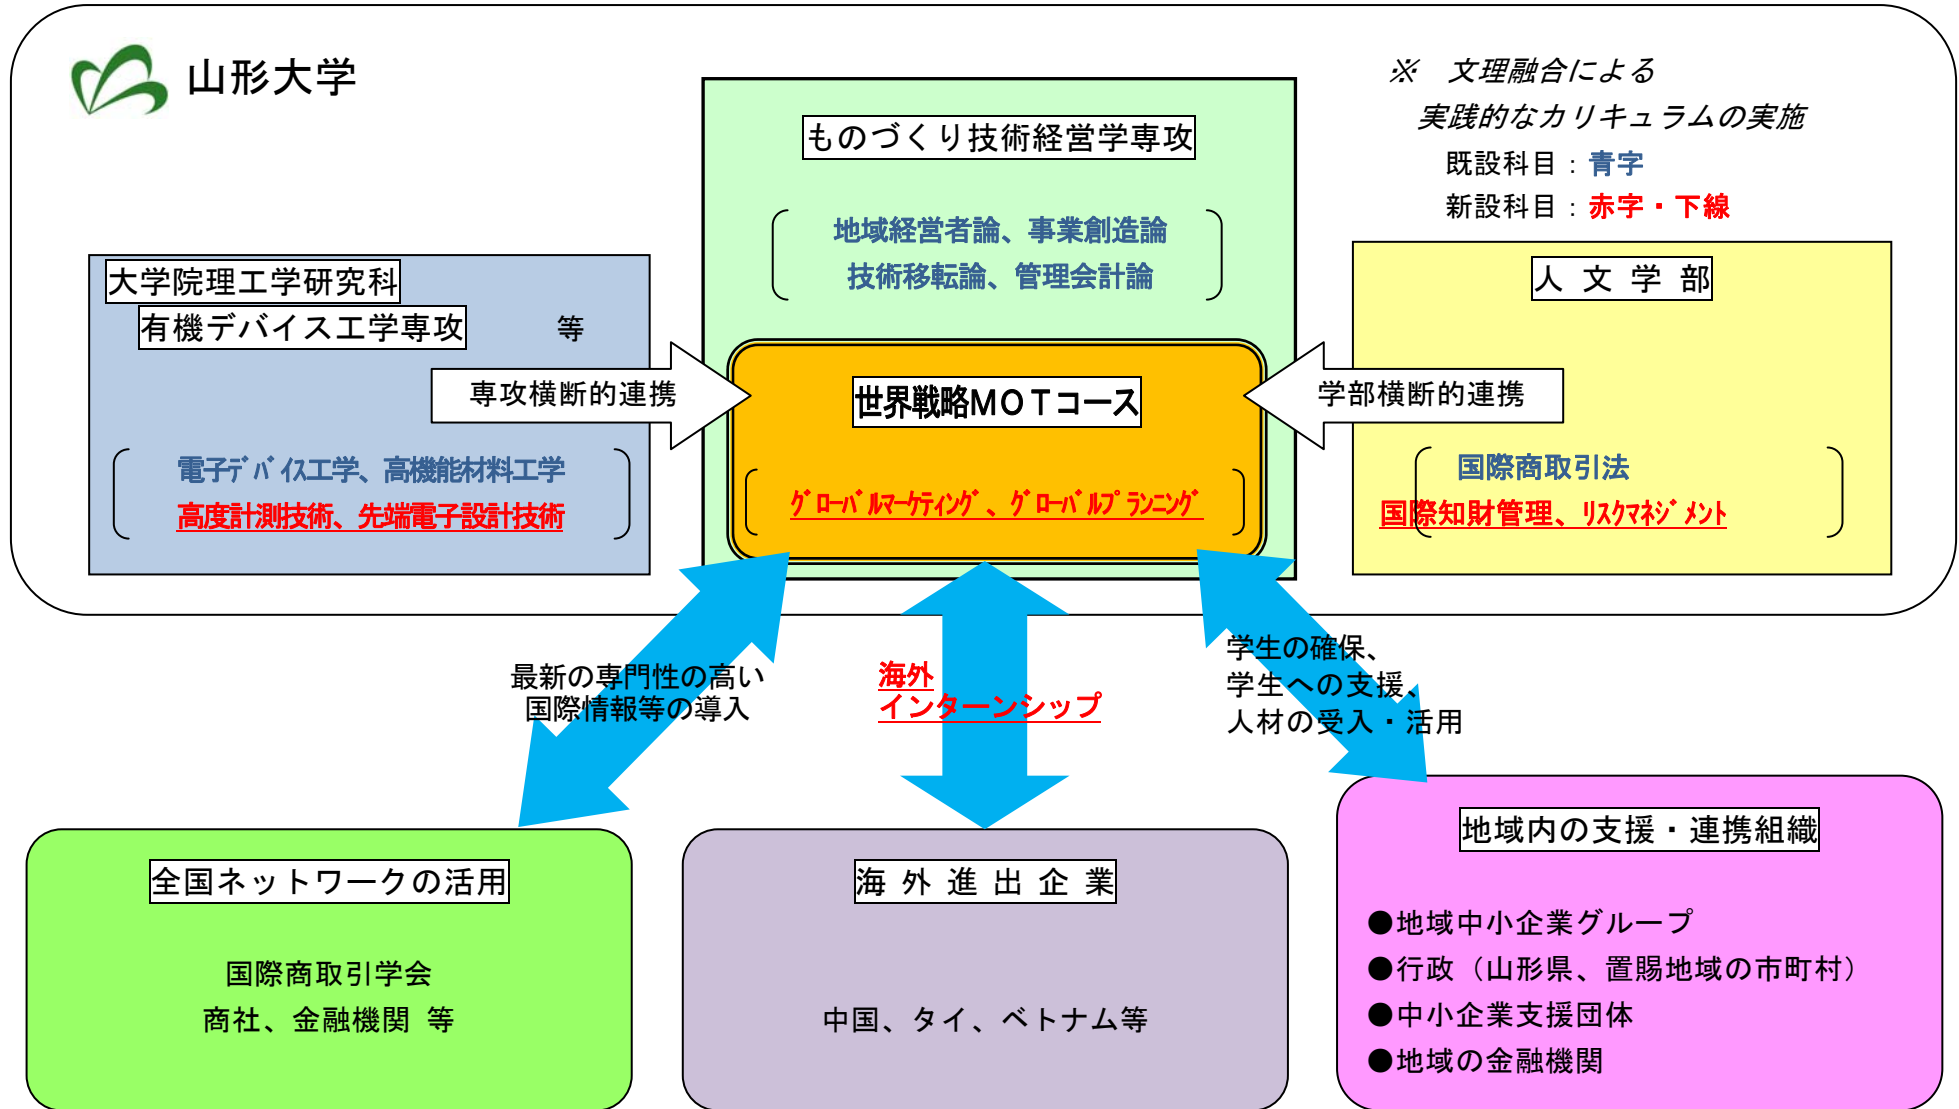 山形大学
※ 文理融合による
実践的なカリキュラムの実施
既設科目：青字
新設科目：赤字・下線
ものづくり技術経営学専攻
地域経営者論、事業創造論
技術移転論、管理会計論
大学院理工学研究科
有機デバイス工学専攻 等
専攻横断的連携
電子ﾃﾞﾊﾞｲｽ工学、高機能材料工学
高度計測技術、先端電子設計技術
世界戦略ＭＯＴコース
ｸﾞﾛｰﾊﾞﾙﾏｰｹﾃｨﾝｸﾞ、ｸﾞﾛｰﾊﾞﾙﾌﾟﾗﾝﾆﾝｸﾞ
人 文 学 部
学部横断的連携
国際商取引法
国際知財管理、ﾘｽｸﾏﾈｼﾞﾒﾝﾄ
最新の専門性の高い
国際情報等の導入
海外
インターンシップ
学生の確保、
学生への支援、
人材の受入・活用
全国ネットワークの活用
国際商取引学会
商社、金融機関 等
海 外 進 出 企 業
中国、タイ、ベトナム等
地域内の支援・連携組織
●地域中小企業グループ
●行政（山形県、置賜地域の市町村）
●中小企業支援団体
●地域の金融機関